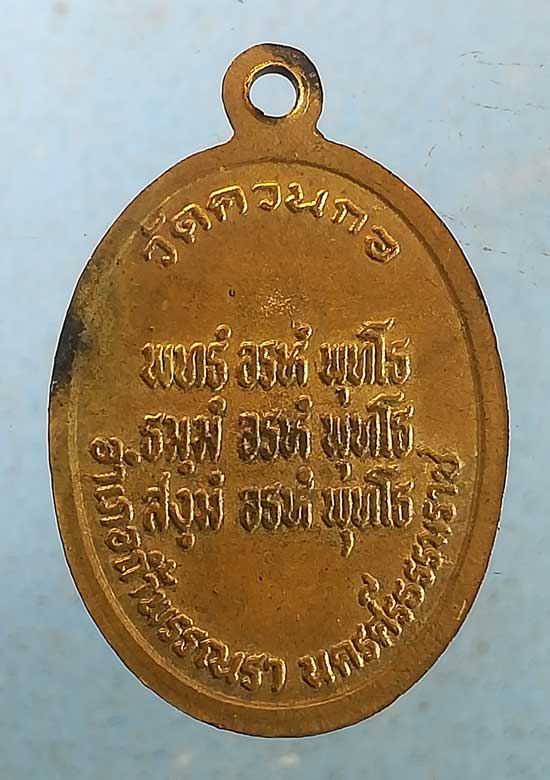 วัดควนกอ
พทธํ อรหํ พุทโธ
ธมฺมํ อรหํ พุทโธ
สงฺฆํ อรหํ พุทโธ
อำเภอถ้ำพรรณรา นครศรีธรรมราช